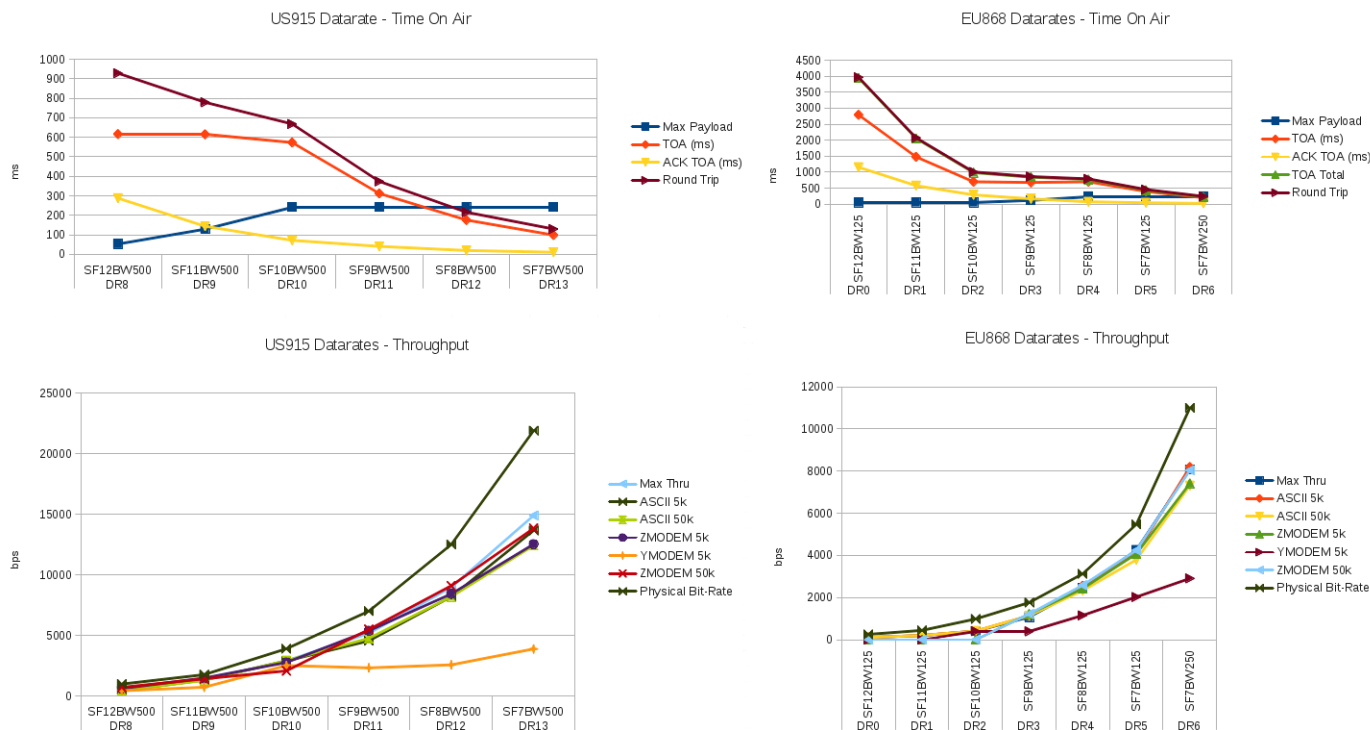 US915 Datarate - Time On Air
1000
900
800
700
600
500
400
300
200
100
0
ms
SF12BW500 SF11BW500 SF10BW500 SF9BW500 SF8BW500 SF7BW500
DR8 DR9 DR10 DR11 DR12 DR13
Max Payload
TOA (ms)
ACK TOA (ms)
Round Trip
EU868 Datarates - Time On Air
4500
4000
3500
3000
2500
2000
1500
1000
500
0
ms
SF12BW125 SF11BW125 SF10BW125 SF9BW125 SF8BW125 SF7BW125 SF7BW250
DR0 DR1 DR2 DR3 DR4 DR5 DR6
Max Payload
TOA (ms)
ACK TOA (ms)
TOA Total
Round Trip
US915 Datarates - Throughput
25000
20000
15000
10000
5000
0
bps
SF12BW500 SF11BW500 SF10BW500 SF9BW500 SF8BW500 SF7BW500
DR8 DR9 DR10 DR11 DR12 DR13
Max Thru
ASCII 5k
ASCII 50k
ZMODEM 5k
YMODEM 5k
ZMODEM 50k
Physical Bit-Rate
EU868 Datarates - Throughput
12000
10000
8000
6000
4000
2000
0
bps
SF12BW125 SF11BW125 SF10BW125 SF9BW125 SF8BW125 SF7BW125 SF7BW250
DR0 DR1 DR2 DR3 DR4 DR5 DR6
Max Thru
ASCII 5k
ASCII 50k
ZMODEM 5k
YMODEM 5k
ZMODEM 50k
Physical Bit-Rate